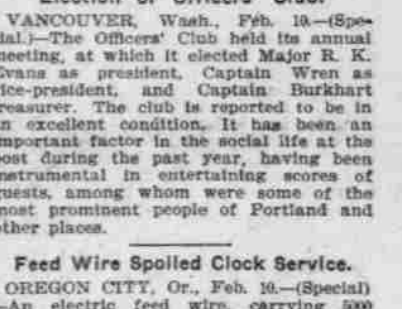 VANCOUVER, Wash., Feb. 10.—(Spe-
ial.)—The Officers' Club held its annual
meeting, at which it elected Major R. K.
Evans as president, Captain Wren as
vice-president, and Captain Burkhart
treasurer. The club is reported to be in
an excellent condition. It has been an
important factor in the social life at the
post during the past year, having been
instrumental in entertaining scores of
guests, among whom were some of the
most prominent people of Portland and
other places.
Feed Wire Spoiled Clock Service.
OREGON CITY, Or., Feb. 10.—(Special)
—An electric feed wire, carrying 5000